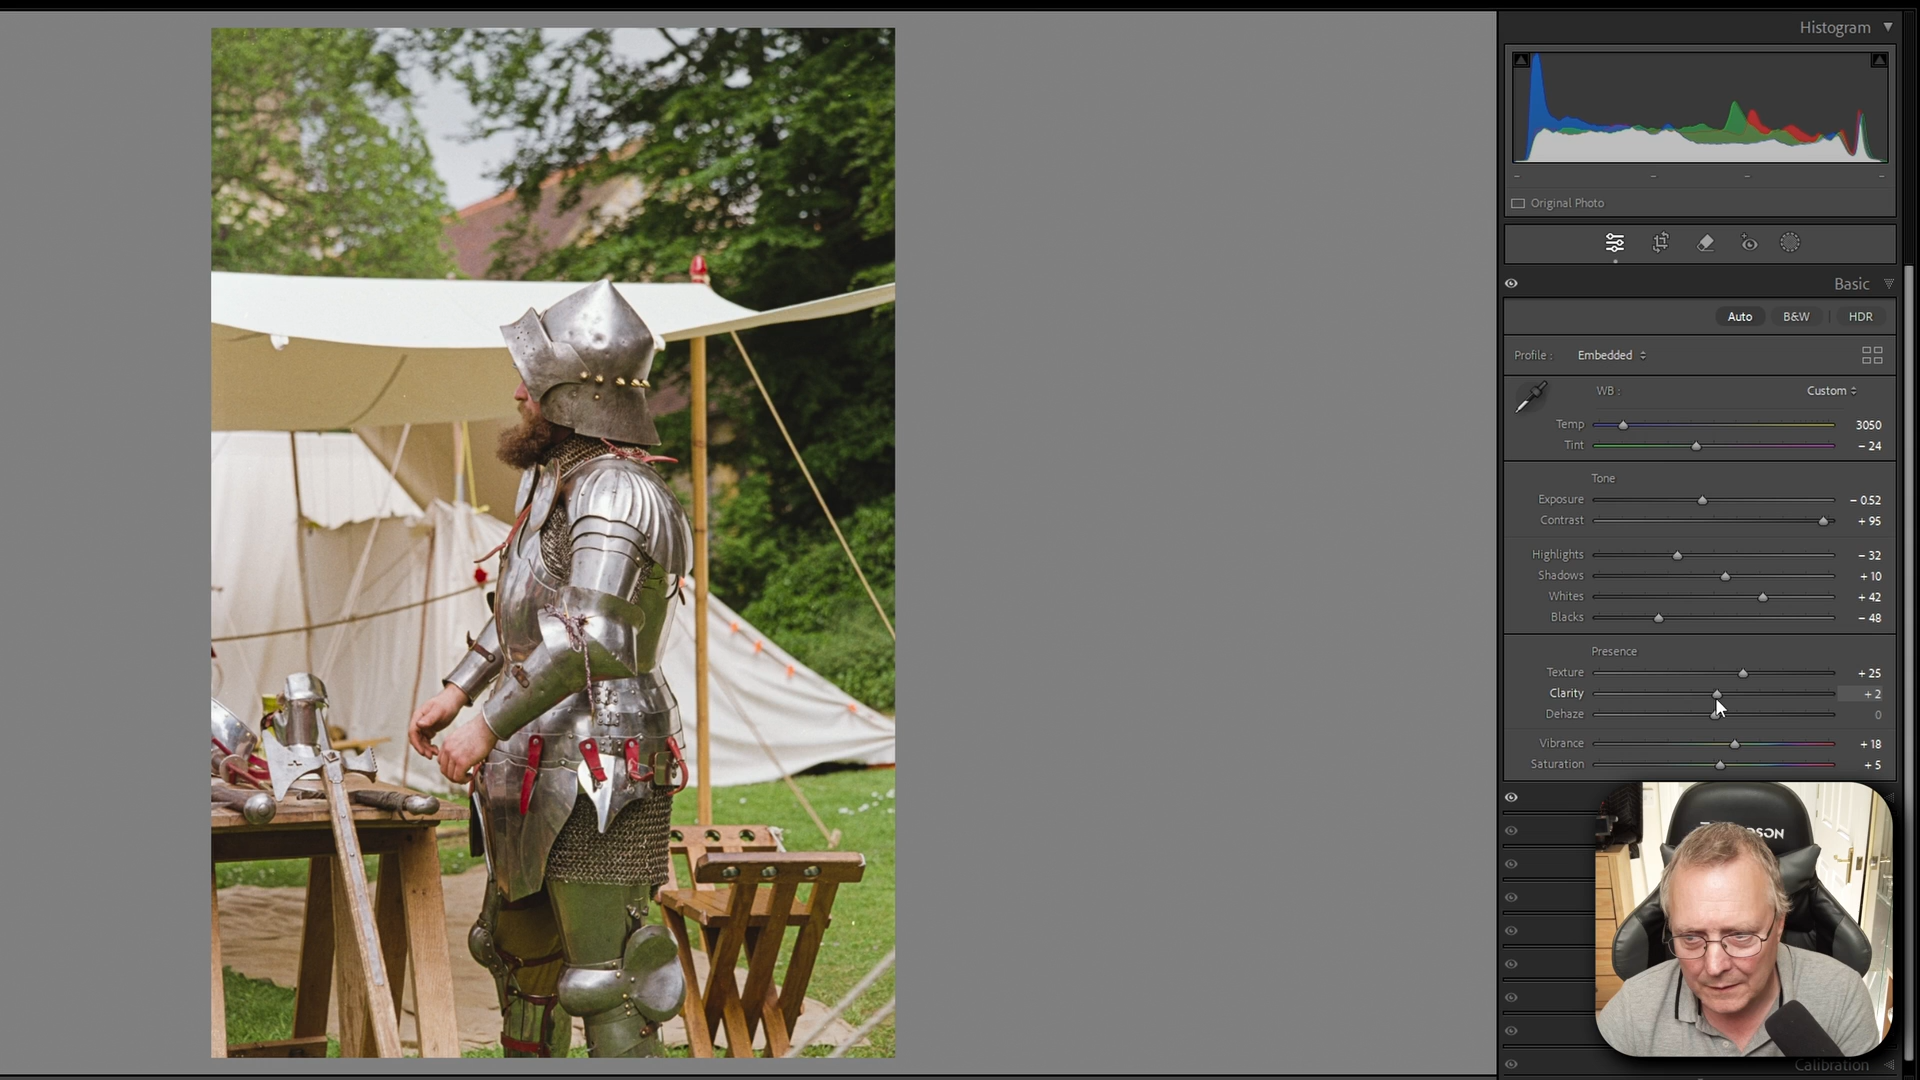 Histogram
Original Photo
Basic
Auto B&W | HDR
Profile : Embedded
WB : Custom
Temp 3050
Tint – 24
Tone
Exposure – 0.52
Contrast + 95
Highlights – 32
Shadows + 10
Whites + 42
Blacks – 48
Presence
Texture + 25
Clarity + 2
Dehaze 0
Vibrance + 18
Saturation + 5
Calibration